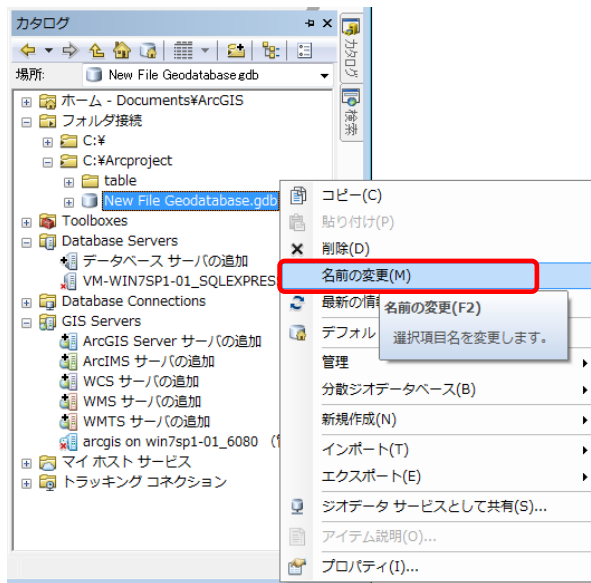 カタログ
カタログ
検索
場所:
New File Geodatabase.gdb
ホーム - Documents¥ArcGIS
フォルダ接続
C:¥
C:¥Arcproject
table
New File Geodatabase.gdb
Toolboxes
Database Servers
データベース サーバの追加
VM-WIN7SP1-01_SQLEXPRES
Database Connections
GIS Servers
ArcGIS Server サーバの追加
ArcIMS サーバの追加
WCS サーバの追加
WMS サーバの追加
WMTS サーバの追加
arcgis on win7sp1-01_6080
マイ ホスト サービス
トラッキング コネクション
コピー(C)
貼り付け(P)
削除(D)
名前の変更(M)
最新の情
名前の変更(F2)
選択項目名を変更します。
デフォル
管理
分散ジオデータベース(B)
新規作成(N)
インポート(T)
エクスポート(E)
ジオデータ サービスとして共有(S)...
アイテム説明(O)...
プロパティ(I)...